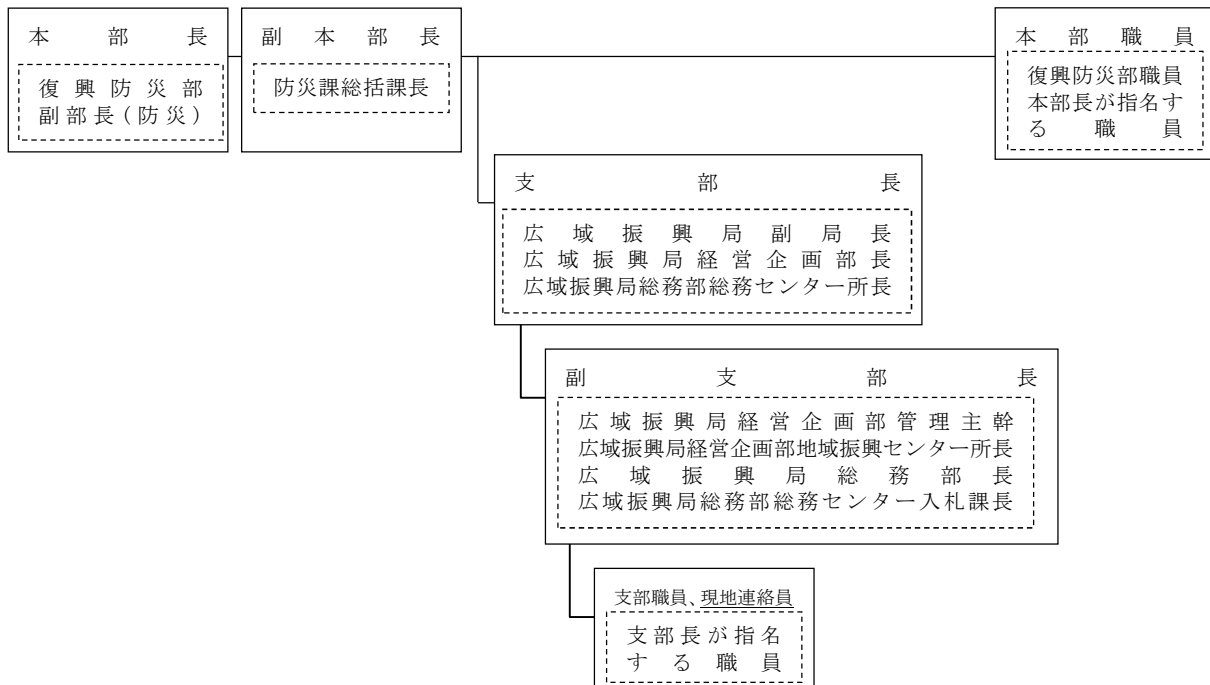 本部長
復興防災部
副部長(防災)
副本部長
防災課総括課長
本部職員
復興防災部職員
本部長が指名す
る職員
支部長
広域振興局副局長
広域振興局経営企画部長
広域振興局総務部総務センター所長
副支部長
広域振興局経営企画部管理主幹
広域振興局経営企画部地域振興センター所長
広域振興局総務部長
広域振興局総務部総務センター入札課長
支部職員、現地連絡員
支部長が指名
する職員